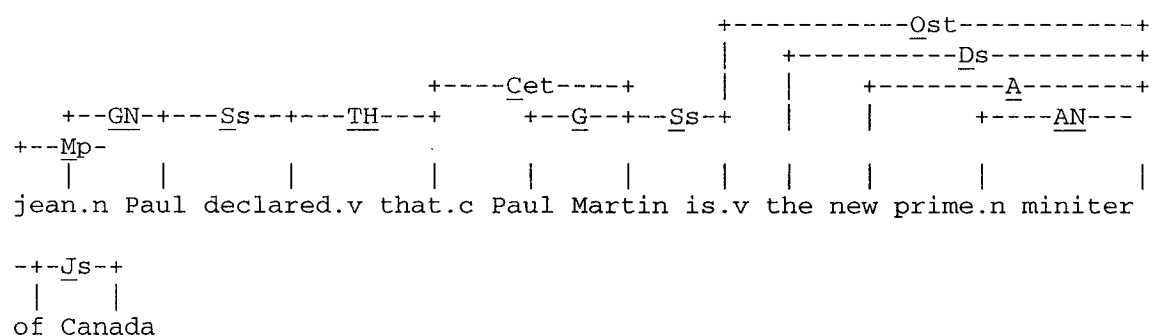 +------------Ost------------+
| +----------Ds---------+
+-----Cet-----+ | | +--------A-------+
+---GN-+----Ss---+----TH---+ +---G---+--Ss-+ | | +----AN---
+---Mp-
| | | | | | | | | | |
jean.n Paul declared.v that.c Paul Martin is.v the new prime.n miniter
-+-Js-+
| |
of Canada